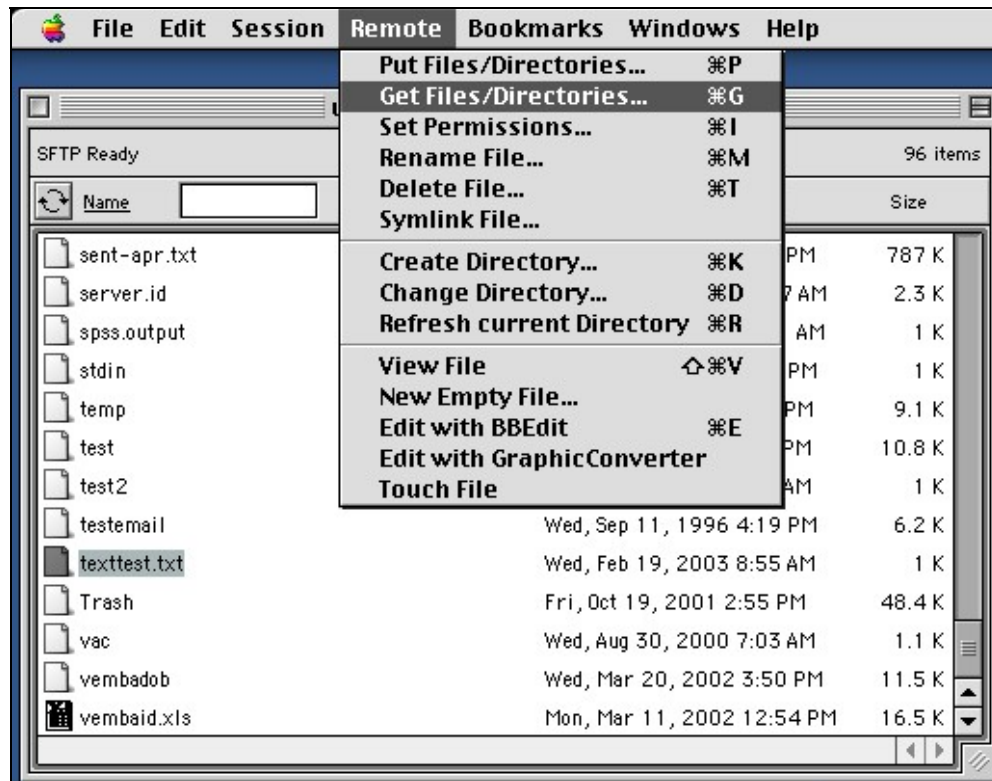 File Edit Session Remote Bookmarks Windows Help
Put Files/Directories... ⌘P
Get Files/Directories... ⌘G
Set Permissions... ⌘I
Rename File... ⌘M
Delete File... ⌘T
Symlink File...
Create Directory... ⌘K
Change Directory... ⌘D
Refresh current Directory ⌘R
View File ⇧⌘V
New Empty File...
Edit with BBEdit ⌘E
Edit with GraphicConverter
Touch File
SFTP Ready 96 items
Name Size
sent-apr.txt PM 787 K
server.id AM 2.3 K
spss.output AM 1 K
stdin PM 1 K
temp PM 9.1 K
test PM 10.8 K
test2 AM 1 K
testemail Wed, Sep 11, 1996 4:19 PM 6.2 K
texttest.txt Wed, Feb 19, 2003 8:55 AM 1 K
Trash Fri, Oct 19, 2001 2:55 PM 48.4 K
vac Wed, Aug 30, 2000 7:03 AM 1.1 K
vembadob Wed, Mar 20, 2002 3:50 PM 11.5 K
vembaid.xls Mon, Mar 11, 2002 12:54 PM 16.5 K